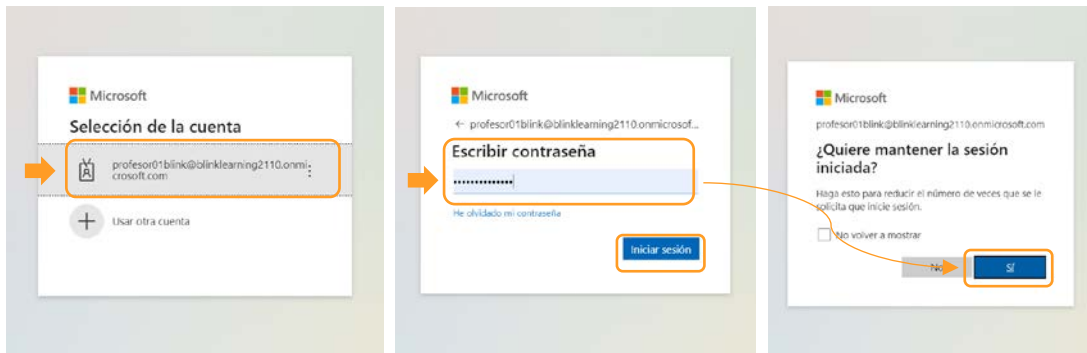 Microsoft
Selección de la cuenta
profesor01blink@blinklearning2110.onmi
crosoft.com
Usar otra cuenta
Microsoft
← profesor01blink@blinklearning2110.onmicrosof...
Escribir contraseña
••••••••••••••
He olvidado mi contraseña
Iniciar sesión
Microsoft
profesor01blink@blinklearning2110.onmicrosoft.com
¿Quiere mantener la sesión
iniciada?
Haga esto para reducir el número de veces que se le
solicita que inicie sesión.
No volver a mostrar
No
Sí